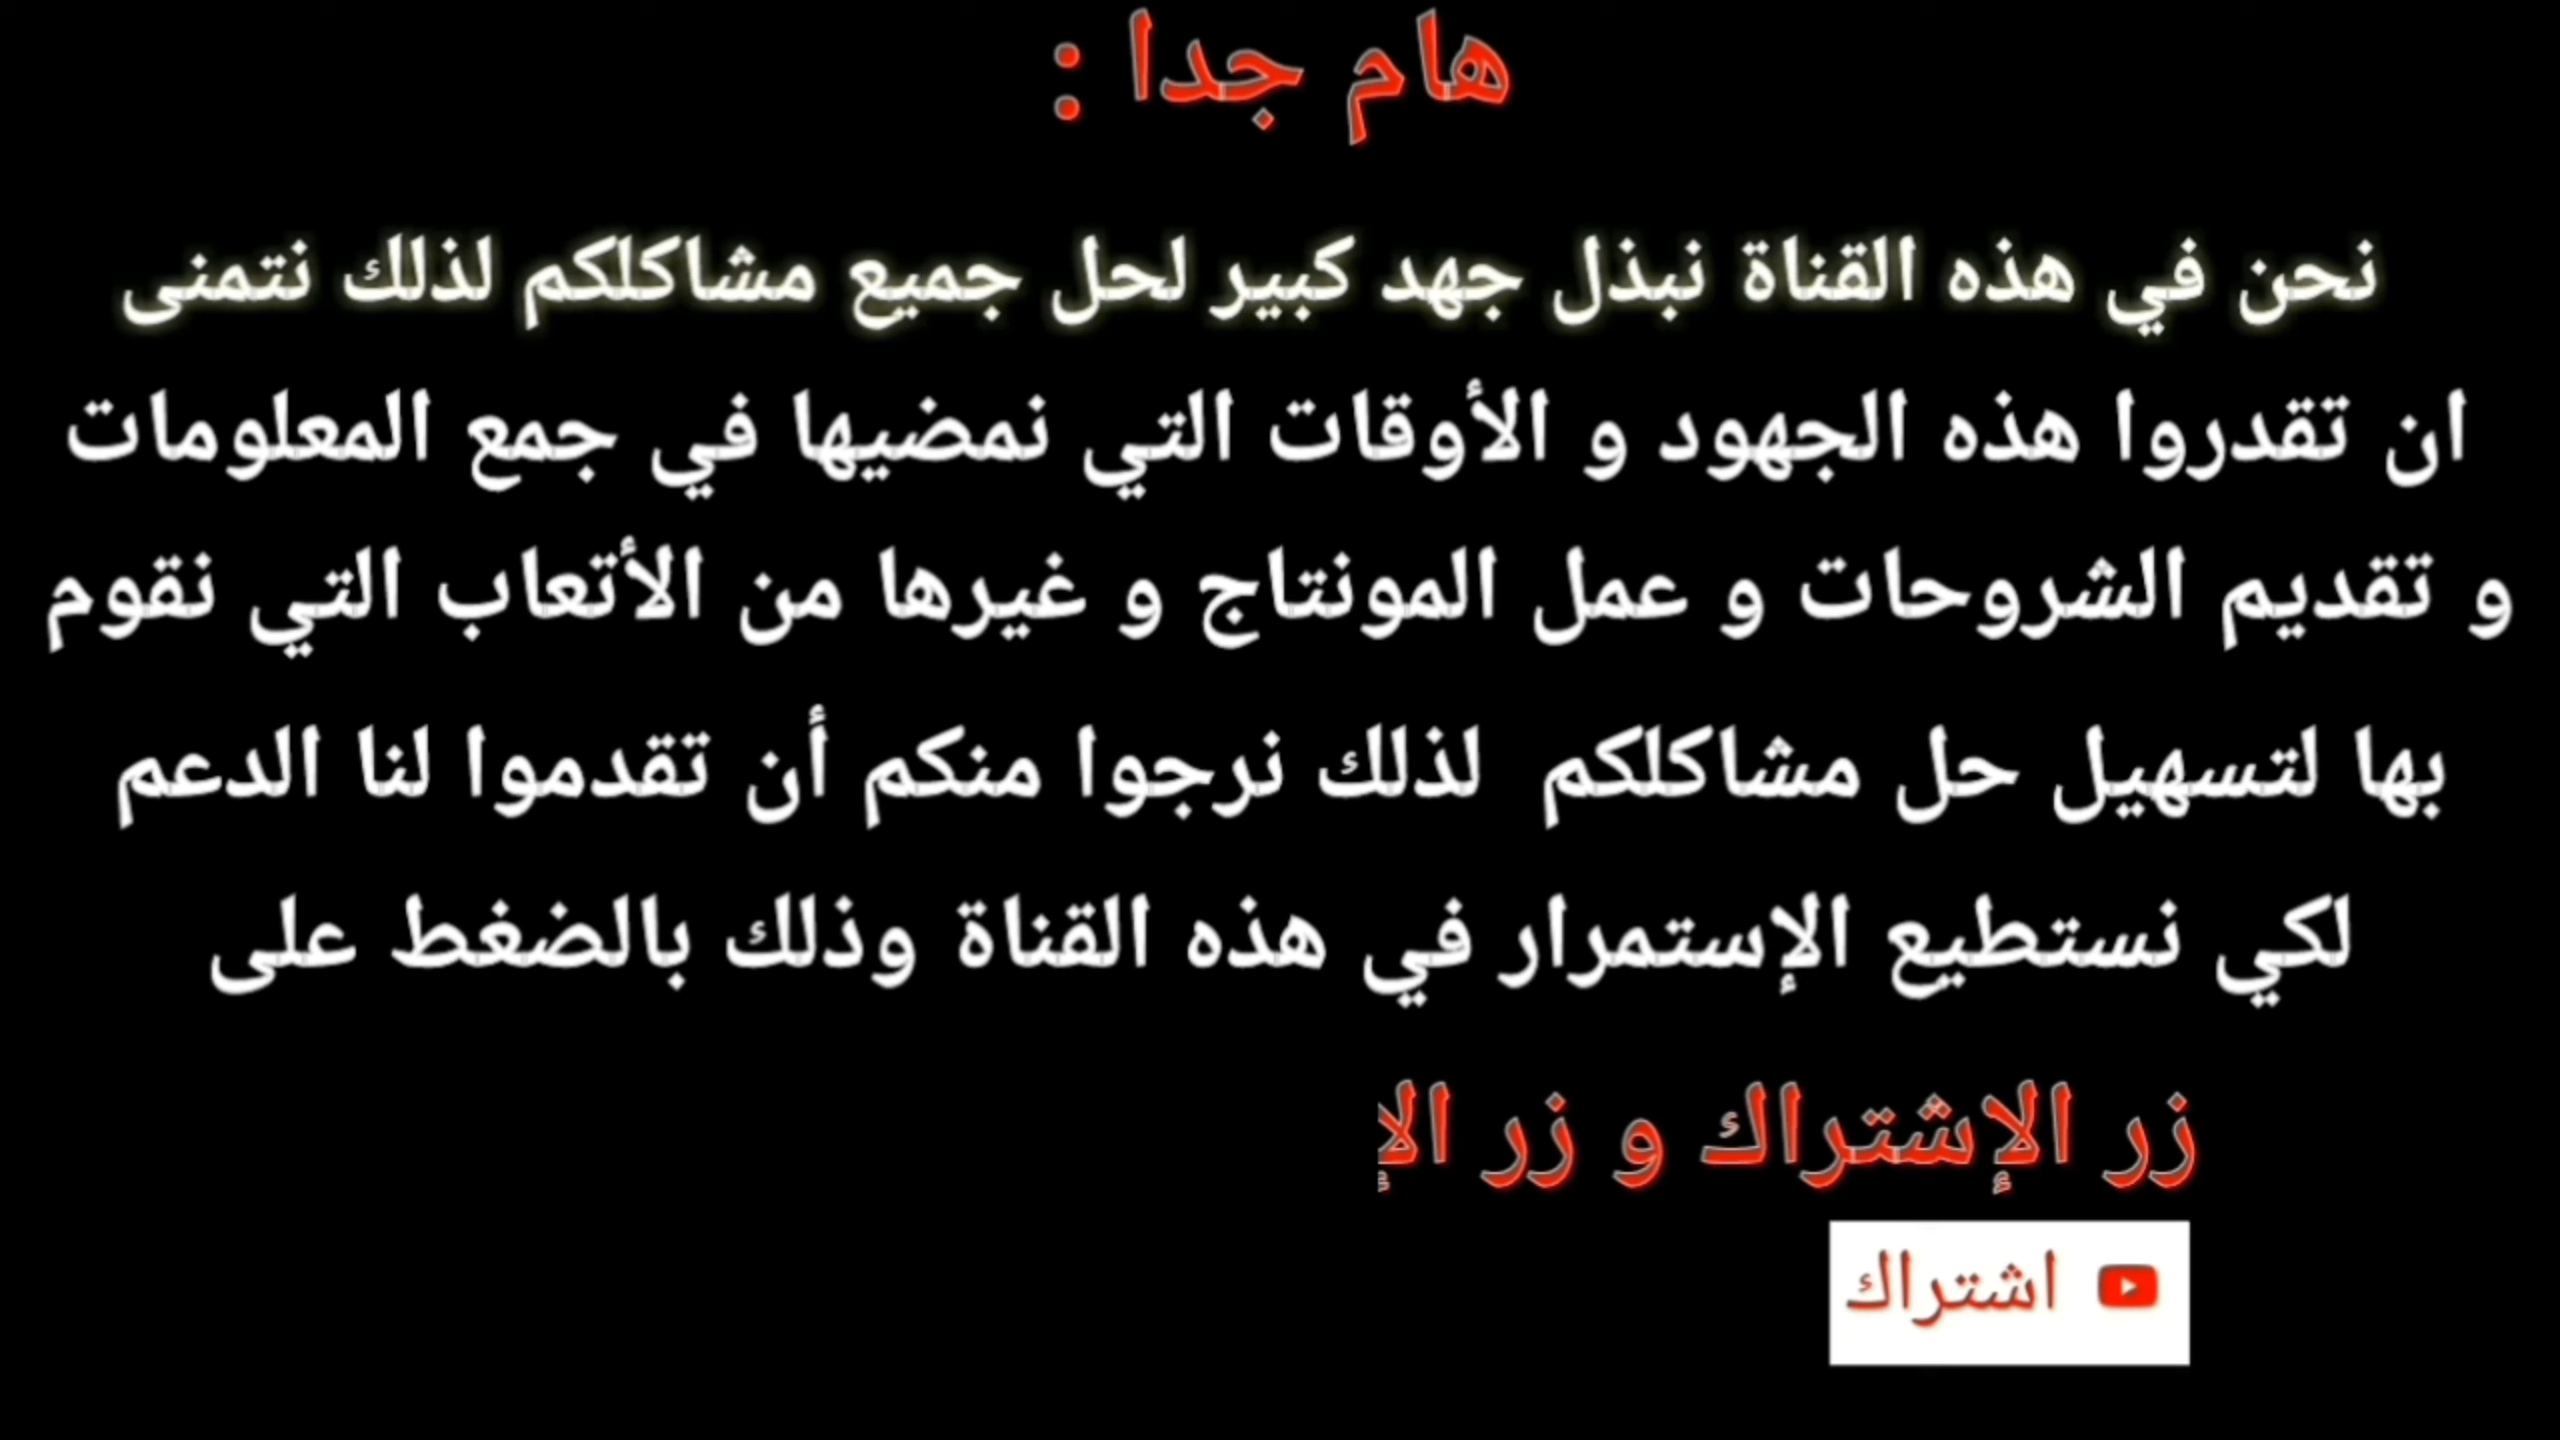 هام جدا :
نحن في هذه القناة نبذل جهد كبير لحل جميع مشاكلكم لذلك نتمنى
ان تقدروا هذه الجهود و الأوقات التي نمضيها في جمع المعلومات
و تقديم الشروحات و عمل المونتاج و غيرها من الأتعاب التي نقوم
بها لتسهيل حل مشاكلكم لذلك نرجوا منكم أن تقدموا لنا الدعم
لكي نستطيع الإستمرار في هذه القناة وذلك بالضغط على
زر الإشتراك و زر
اشتراك